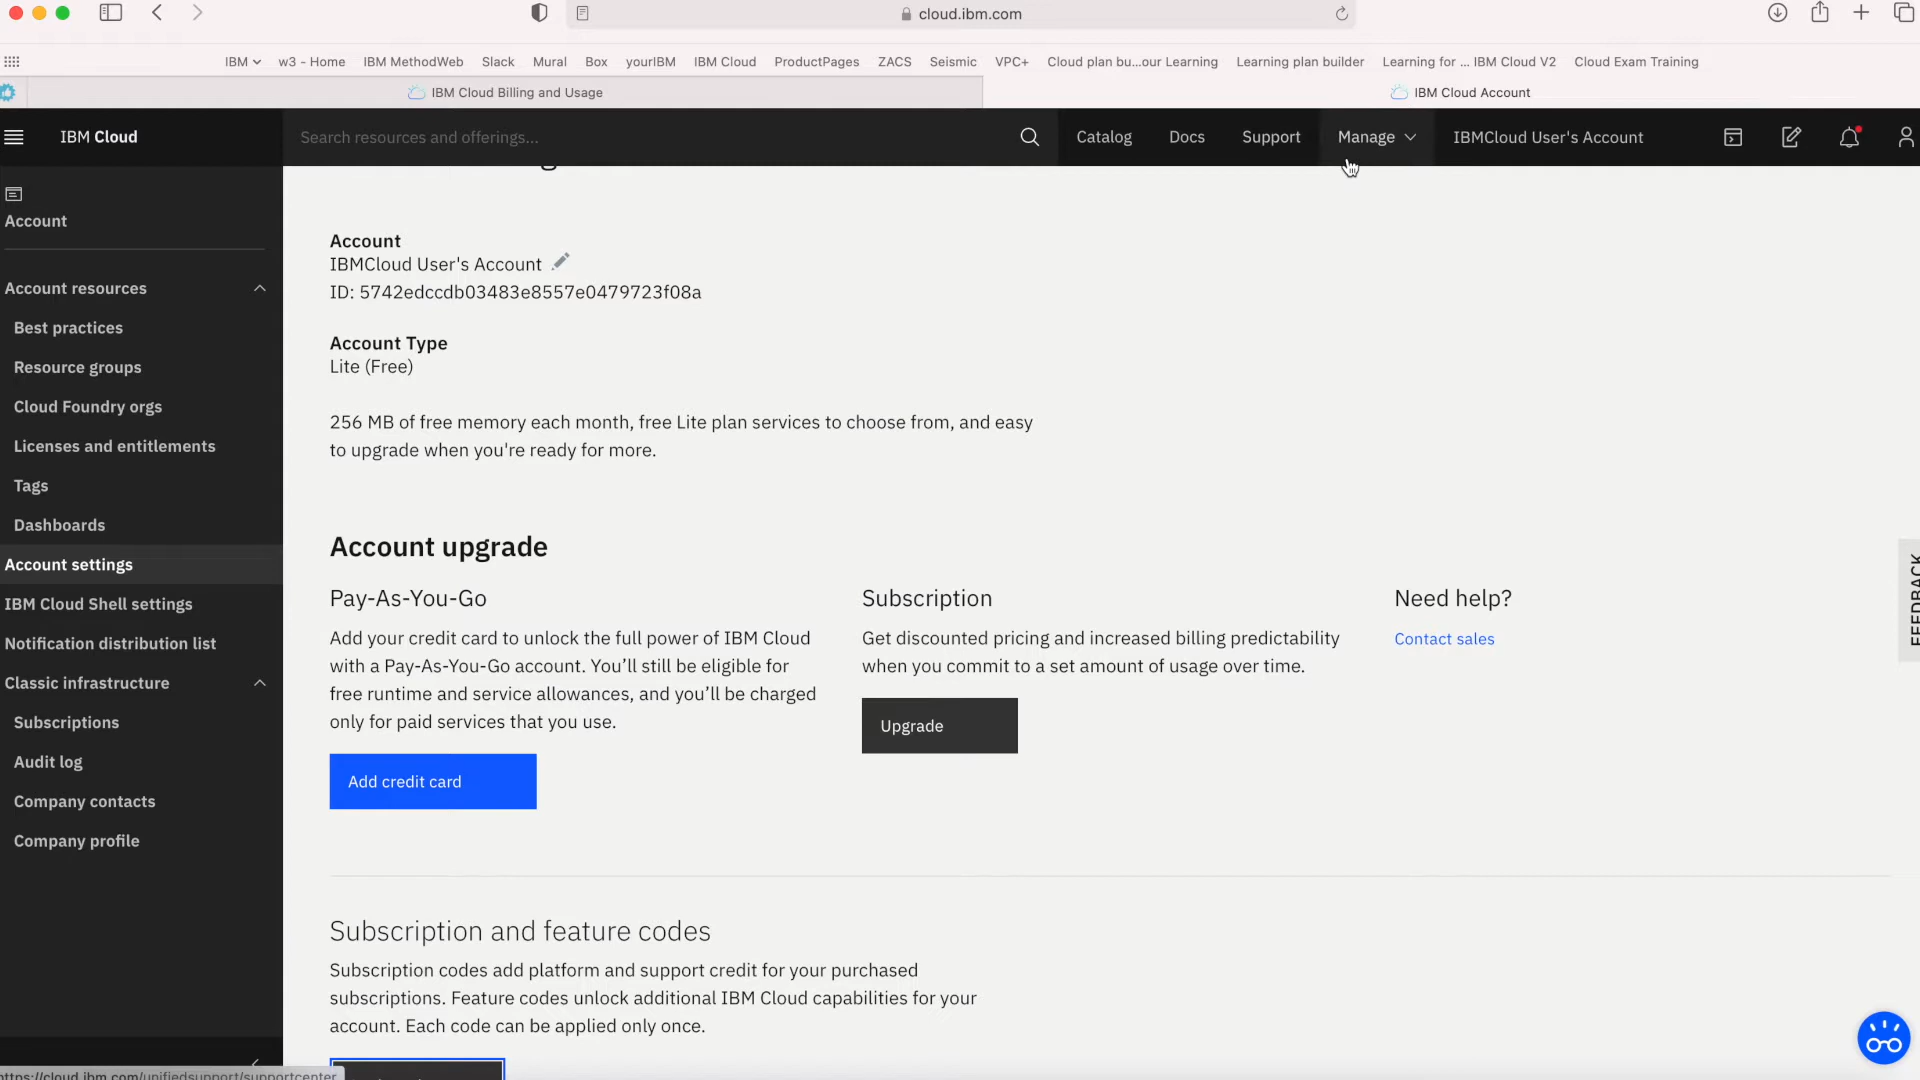 cloud.ibm.com
IBM w3 - Home IBM MethodWeb Slack Mural Box yourIBM IBM Cloud ProductPages ZACS Seismic VPC+ Cloud plan bu...our Learning Learning plan builder Learning for ... IBM Cloud V2 Cloud Exam Training
IBM Cloud Billing and Usage IBM Cloud Account
IBM Cloud Search resources and offerings... Catalog Docs Support Manage IBMCloud User's Account
Account
Account resources
Best practices
Resource groups
Cloud Foundry orgs
Licenses and entitlements
Tags
Dashboards
Account settings
IBM Cloud Shell settings
Notification distribution list
Classic infrastructure
Subscriptions
Audit log
Company contacts
Company profile
Account
IBMCloud User's Account
ID: 5742edccdb03483e8557e0479723f08a
Account Type
Lite (Free)
256 MB of free memory each month, free Lite plan services to choose from, and easy
to upgrade when you're ready for more.
Account upgrade
Pay-As-You-Go
Add your credit card to unlock the full power of IBM Cloud
with a Pay-As-You-Go account. You’ll still be eligible for
free runtime and service allowances, and you’ll be charged
only for paid services that you use.
Add credit card
Subscription
Get discounted pricing and increased billing predictability
when you commit to a set amount of usage over time.
Upgrade
Need help?
Contact sales
FEEDBACK
Subscription and feature codes
Subscription codes add platform and support credit for your purchased
subscriptions. Feature codes unlock additional IBM Cloud capabilities for your
account. Each code can be applied only once.
https://cloud.ibm.com/unifiedsupport/supportcenter